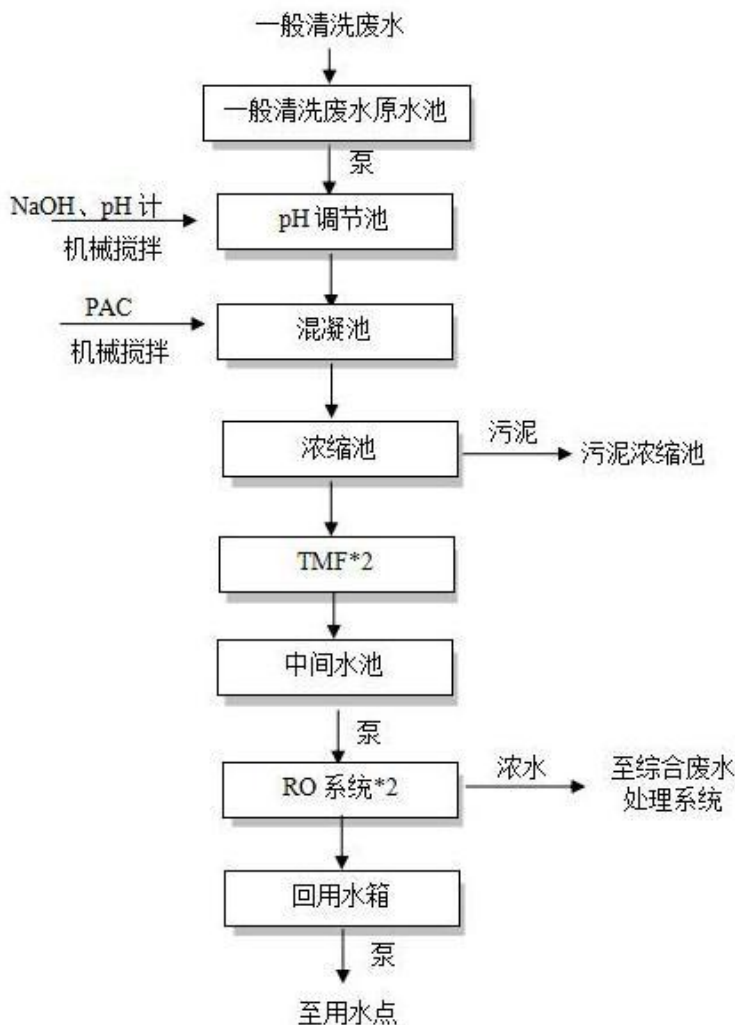 一般清洗废水
一般清洗废水原水池
泵
NaOH、pH 计
机械搅拌
pH 调节池
PAC
机械搅拌
混凝池
浓缩池
污泥
污泥浓缩池
TMF*2
中间水池
泵
RO 系统*2
浓水
至综合废水
处理系统
回用水箱
泵
至用水点